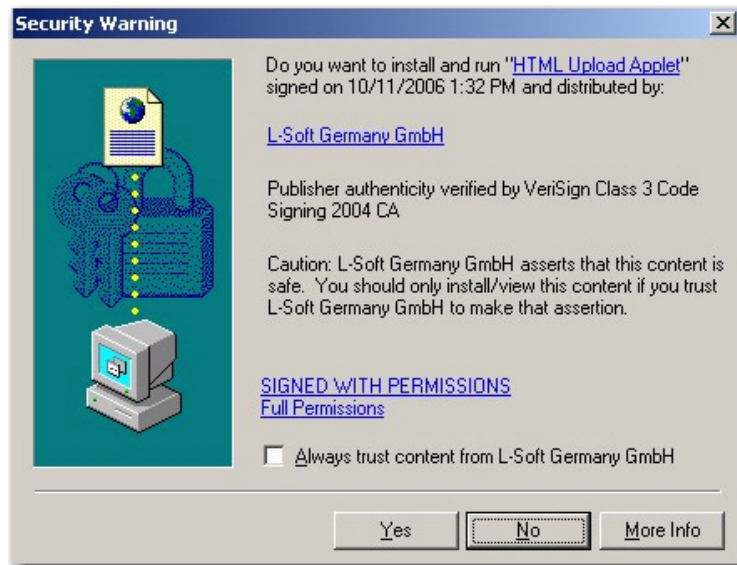 Security Warning
Do you want to install and run "HTML Upload Applet"
signed on 10/11/2006 1:32 PM and distributed by:
L-Soft Germany GmbH
Publisher authenticity verified by VeriSign Class 3 Code
Signing 2004 CA
Caution: L-Soft Germany GmbH asserts that this content is
safe. You should only install/view this content if you trust
L-Soft Germany GmbH to make that assertion.
SIGNED WITH PERMISSIONS
Full Permissions
Always trust content from L-Soft Germany GmbH
Yes No More Info